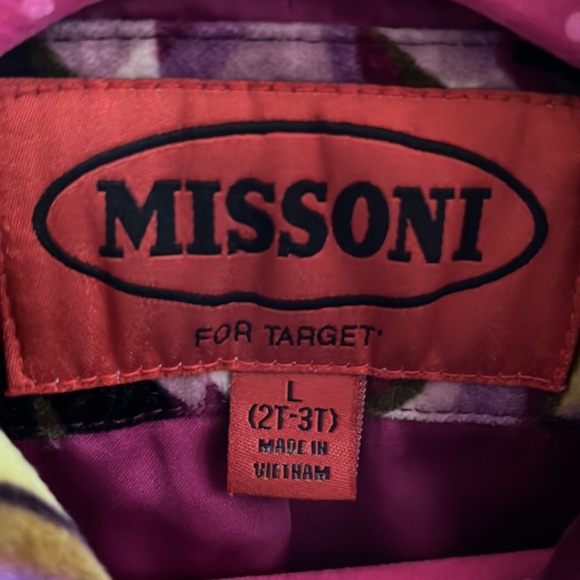 MISSONI
FOR TARGET
L
(2T-3T)
MADE IN
VIETNAM